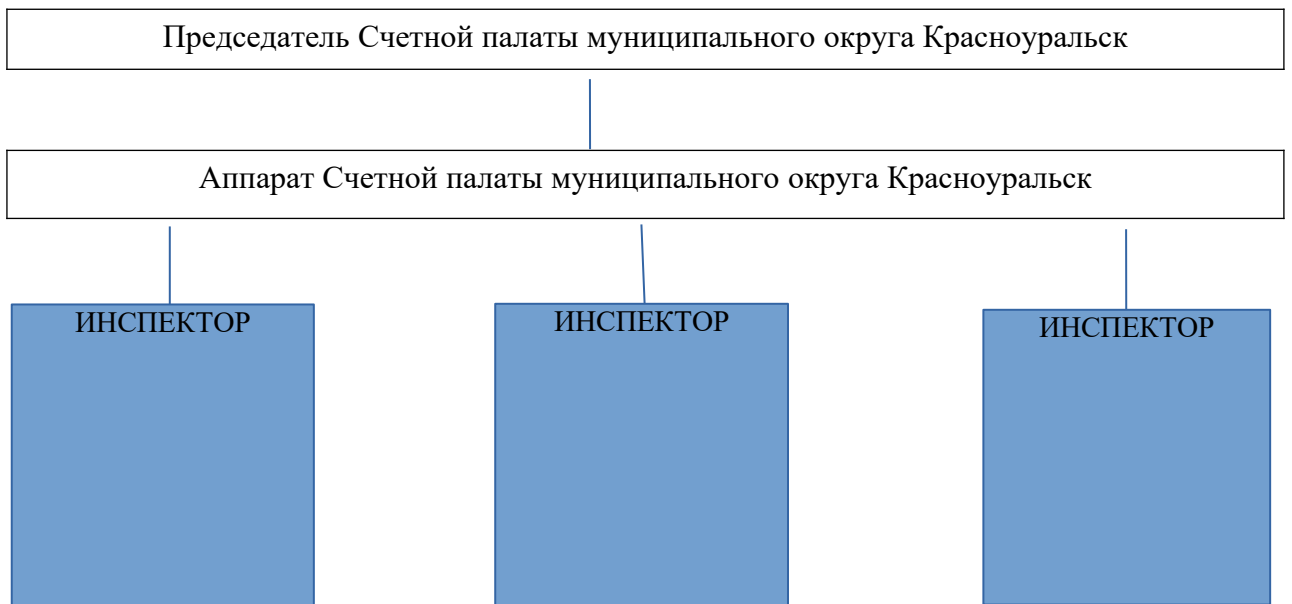 Председатель Счетной палаты муниципального округа Красноуральск
Аппарат Счетной палаты муниципального округа Красноуральск
ИНСПЕКТОР
ИНСПЕКТОР
ИНСПЕКТОР